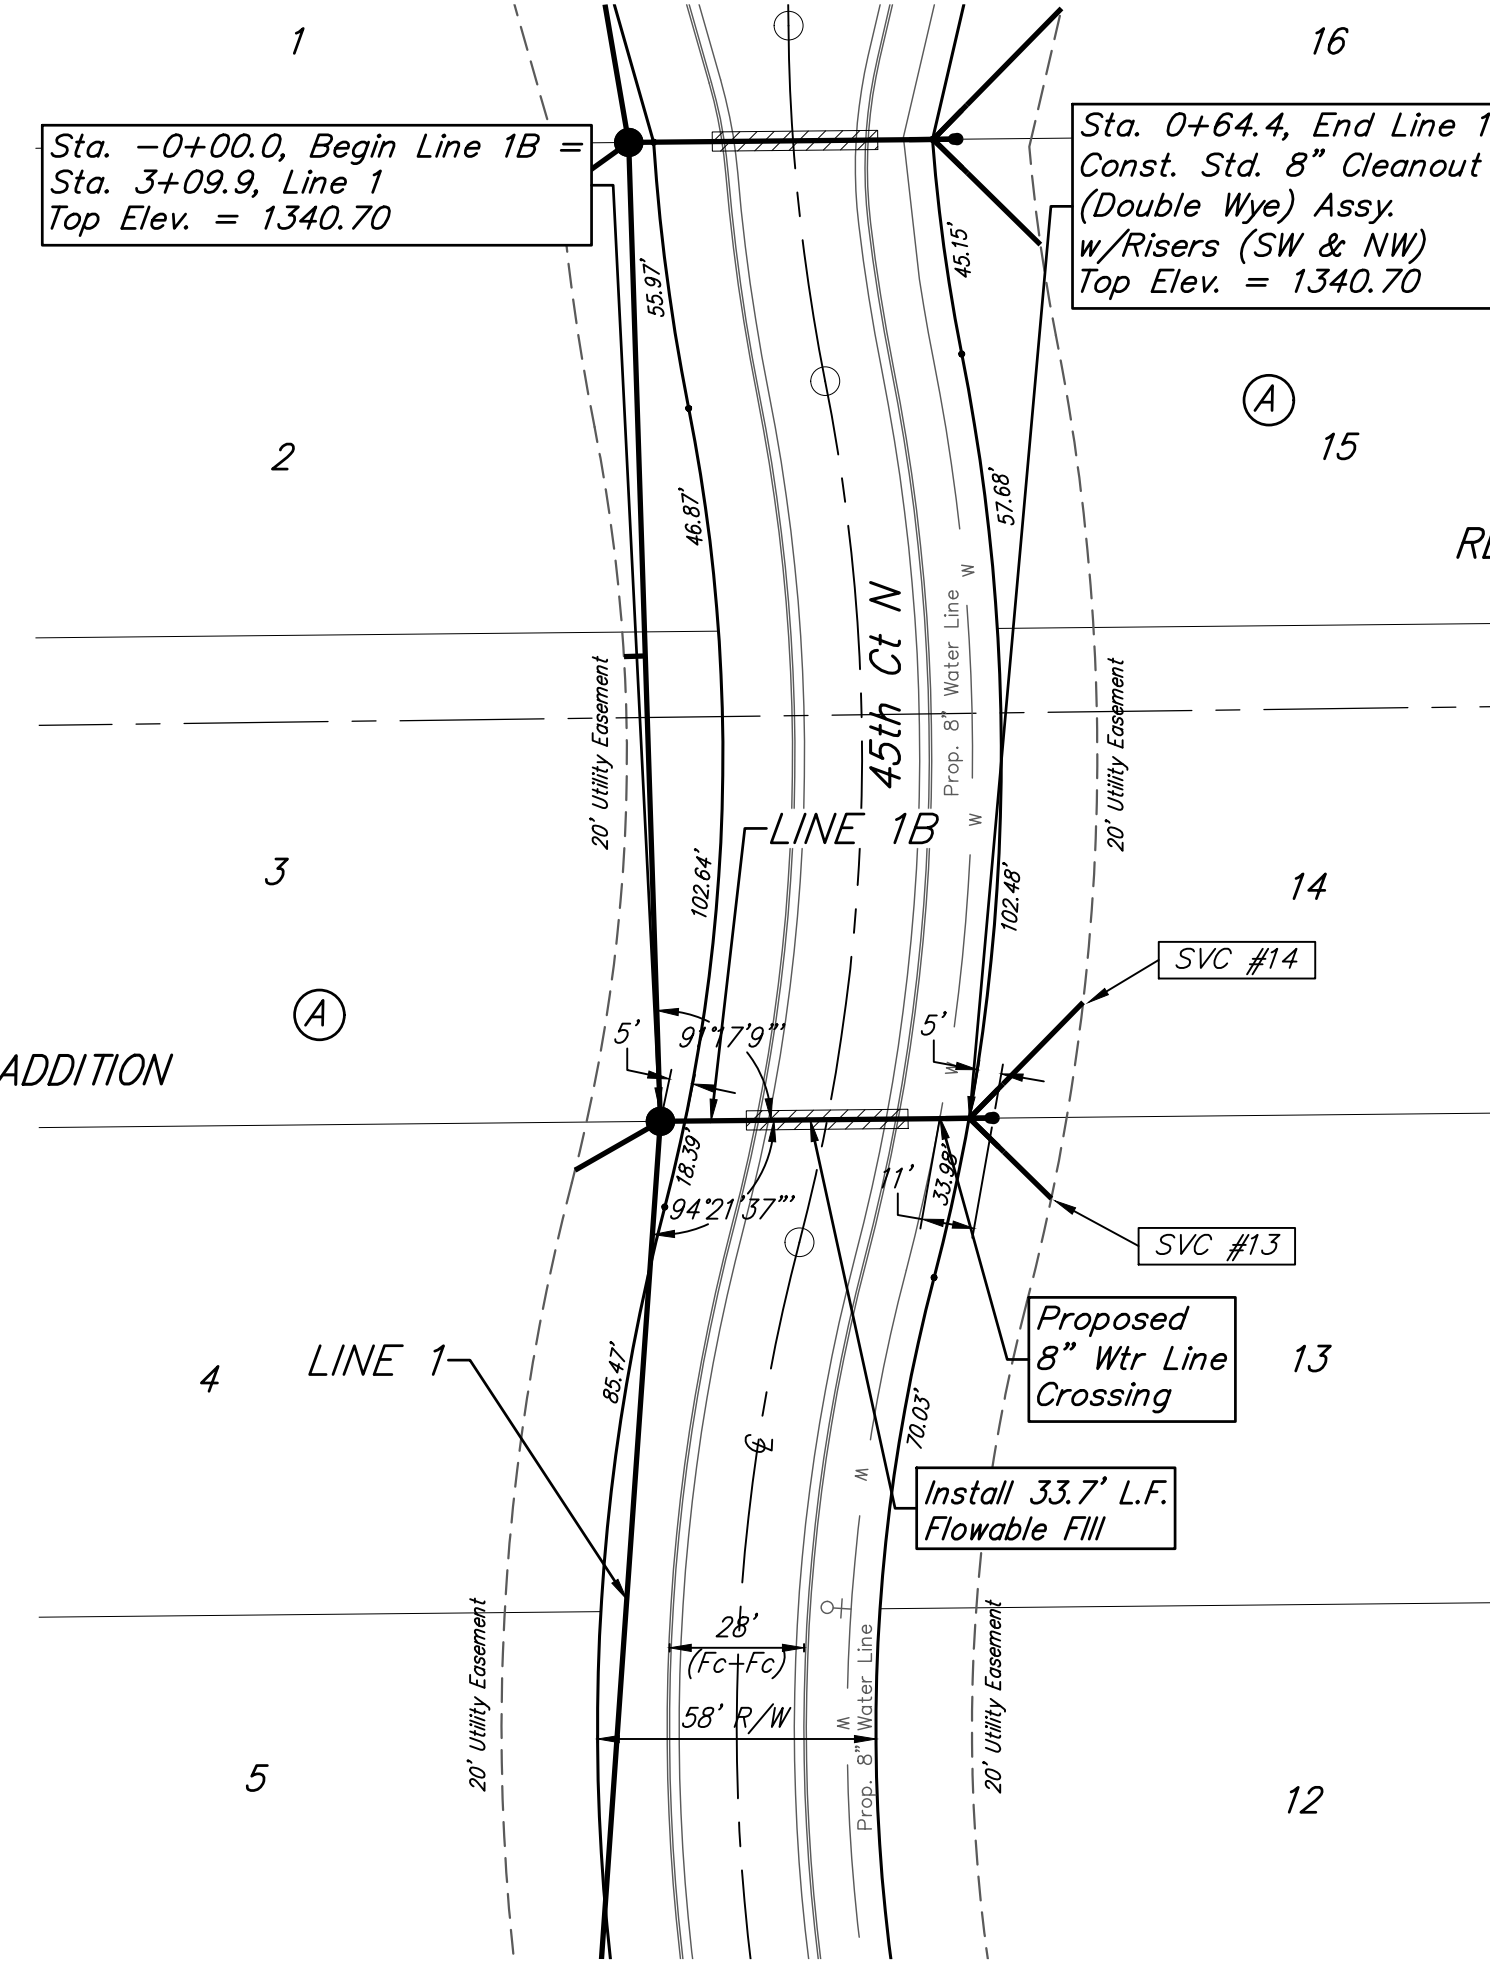 1
16
Sta. -0+00.0, Begin Line 1B =
Sta. 3+09.9, Line 1
Top Elev. = 1340.70
Sta. 0+64.4, End Line 1
Const. Std. 8" Cleanout
(Double Wye) Assy.
w/Risers (SW & NW)
Top Elev. = 1340.70
55.97'
45.15'
A
15
2
46.87'
57.68'
45th Ct N
Prop. 8" Water Line
W
W
20' Utility Easement
20' Utility Easement
LINE 1B
3
102.64'
102.48'
14
SVC #14
A
5'
91°17'9"'
5'
W
ADDITION
18.39'
33.98'
11'
94°21'37"'
SVC #13
Proposed
8" Wtr Line
Crossing
13
4
LINE 1
85.47'
70.03'
W
Install 33.7' L.F.
Flowable FIll
28'
(Fc-Fc)
58' R/W
W
Prop. 8" Water Line
20' Utility Easement
20' Utility Easement
5
12